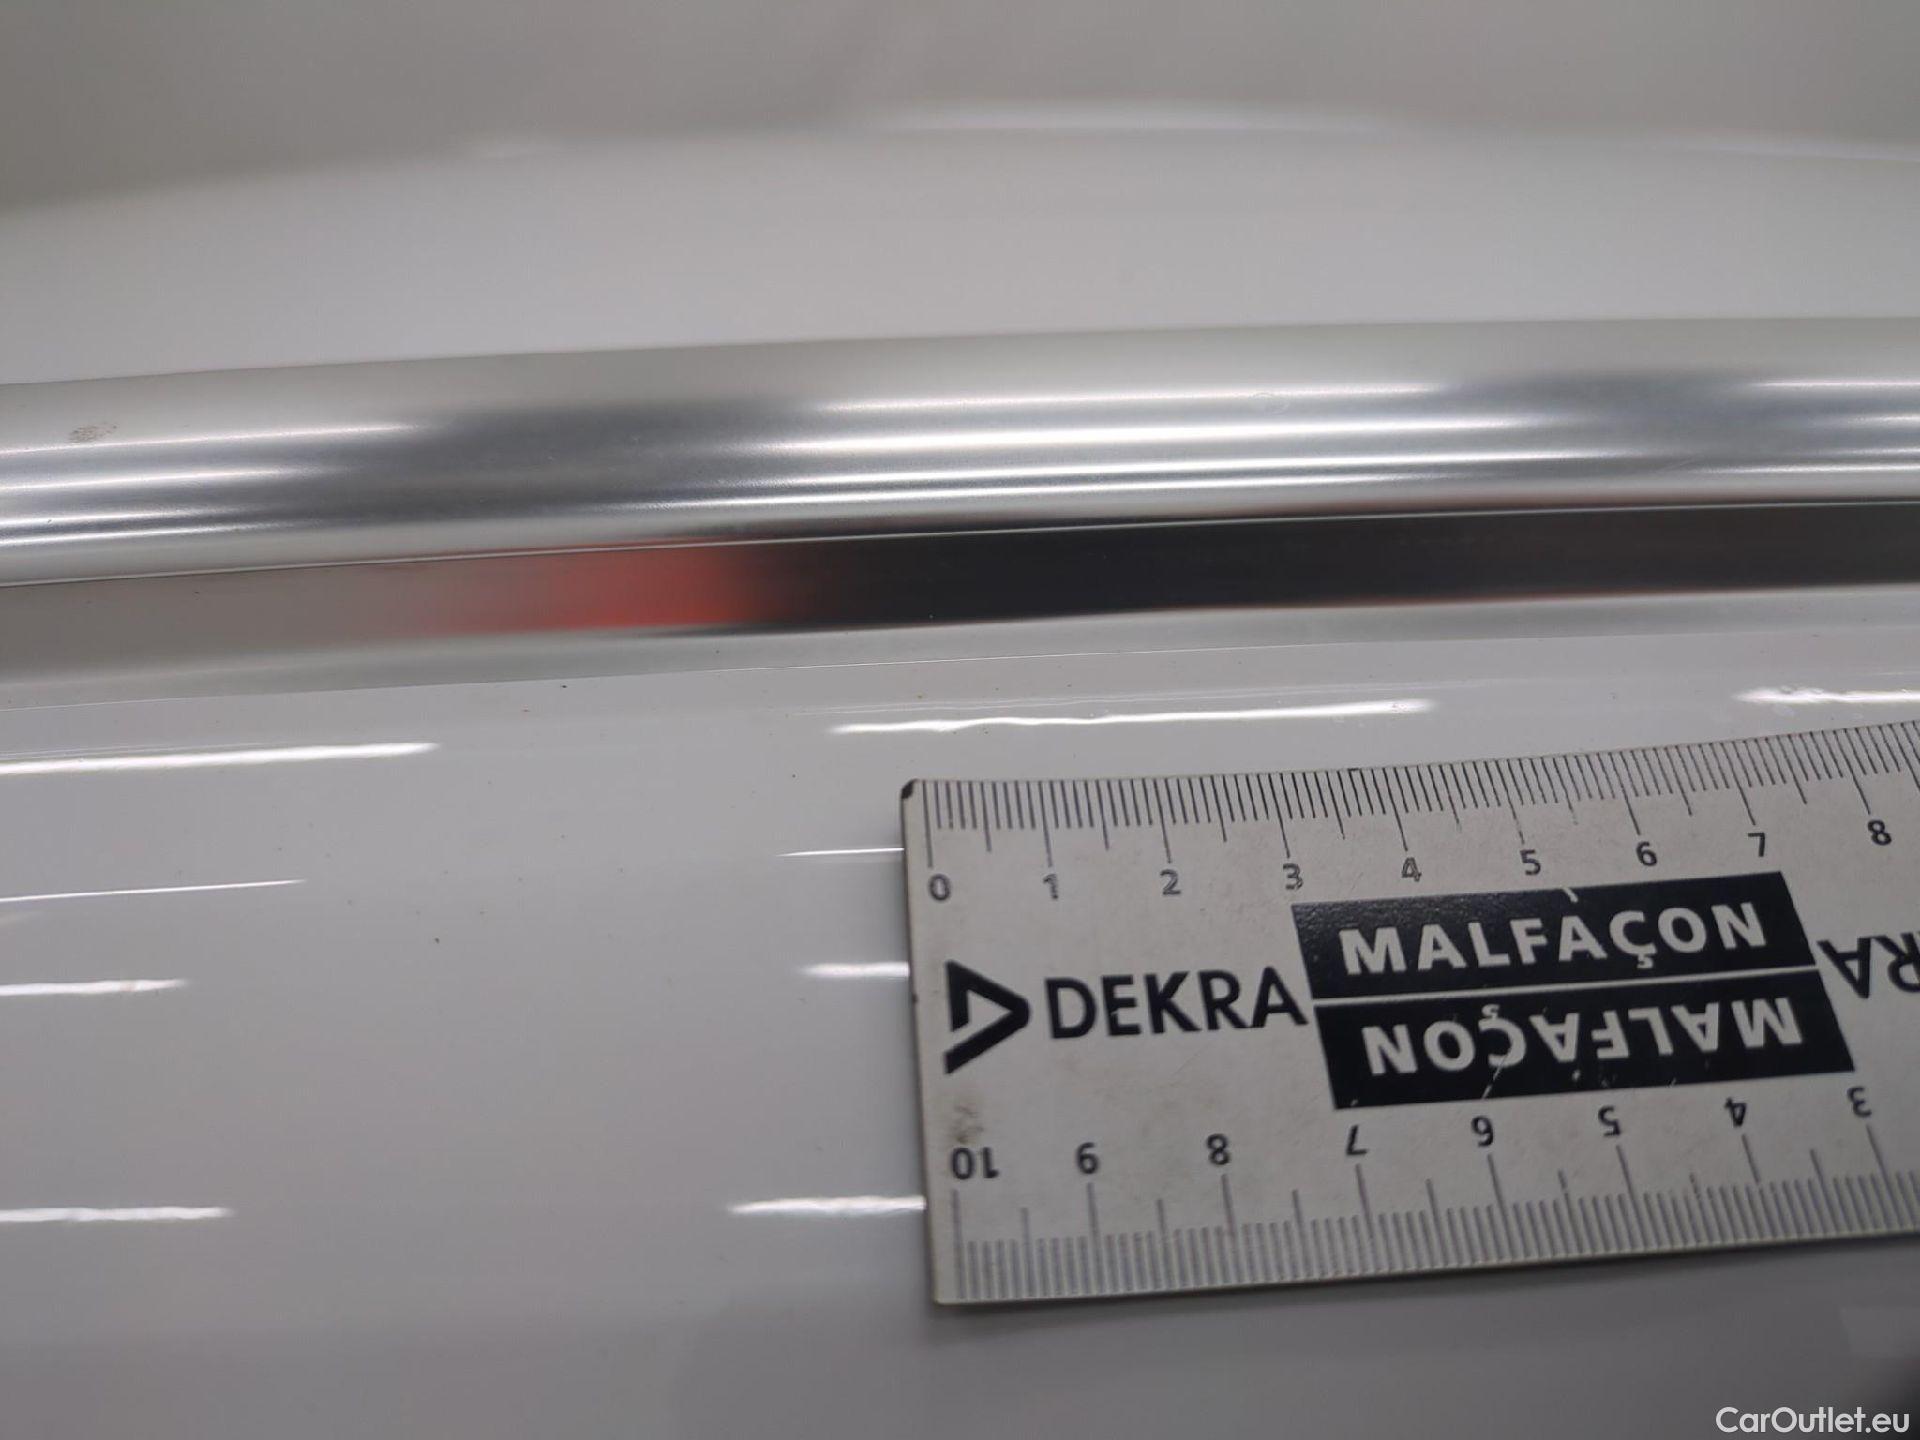 0 1 2 3 4 5 6 7 8
MALFAÇON
DEKRA
MALFAÇON
10 9 8 7 6 5 4 3
CarOutlet.eu